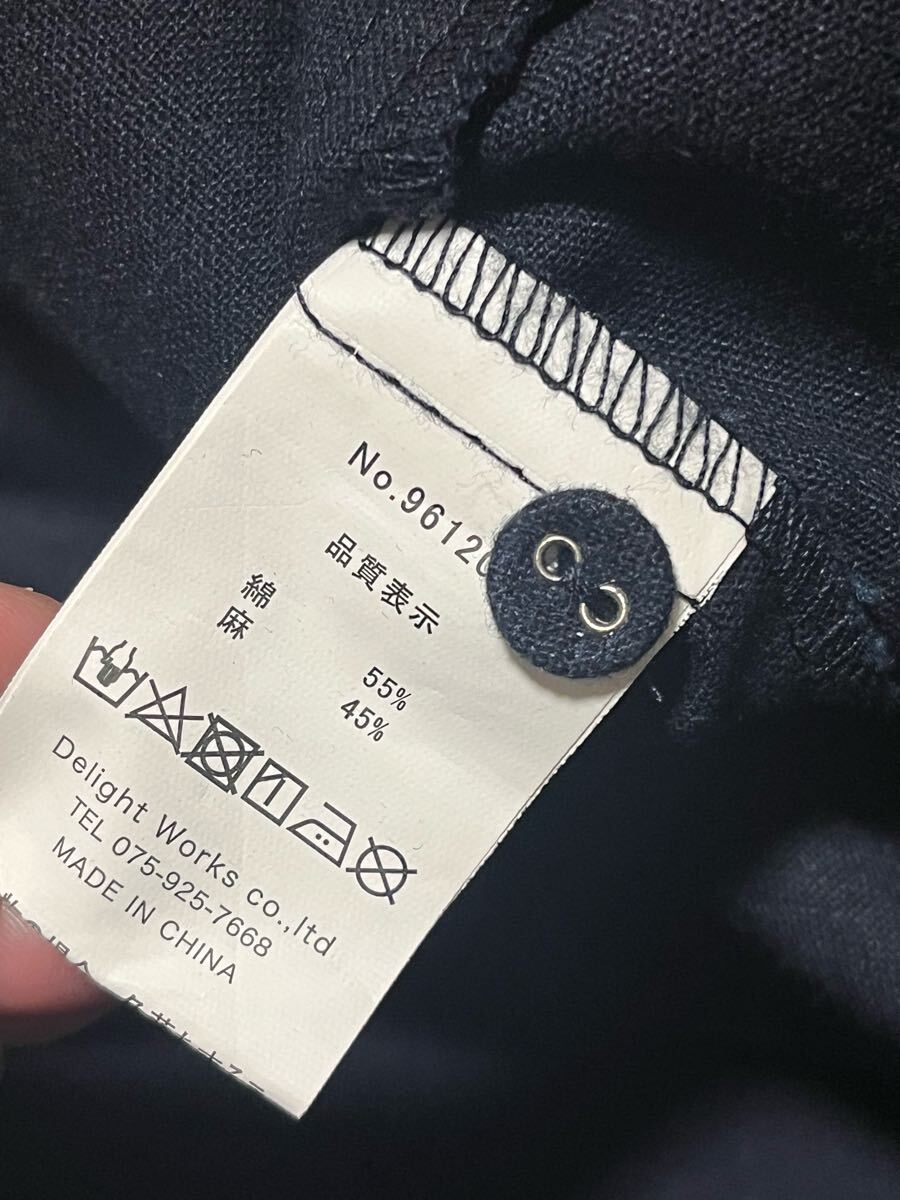 No.9612
品質表示
綿 55%
麻 45%
Delight Works co.,ltd
TEL 075-925-7668
MADE IN CHINA